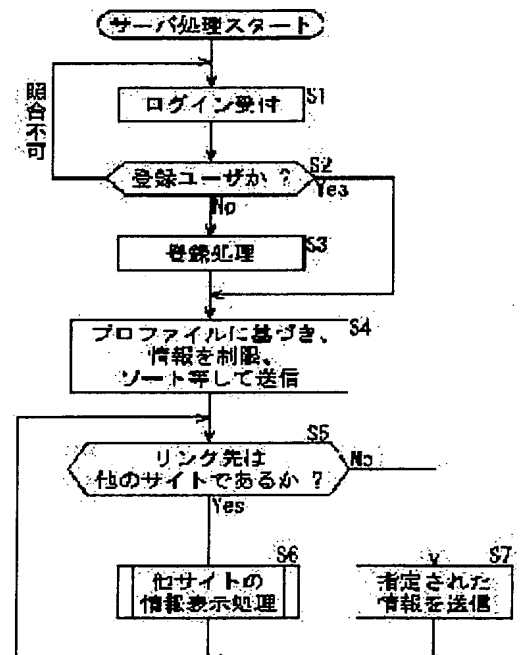 サーバ処理スタート
照合不可
ログイン受付
S1
登録ユーザか ?
S2
Yes
No
登録処理
S3
プロファイルに基づき、
情報を制限、
ソート等して送信
S4
リンク先は
他のサイトであるか ?
S5
No
Yes
他サイトの
情報表示処理
S6
指定された
情報を送信
S7